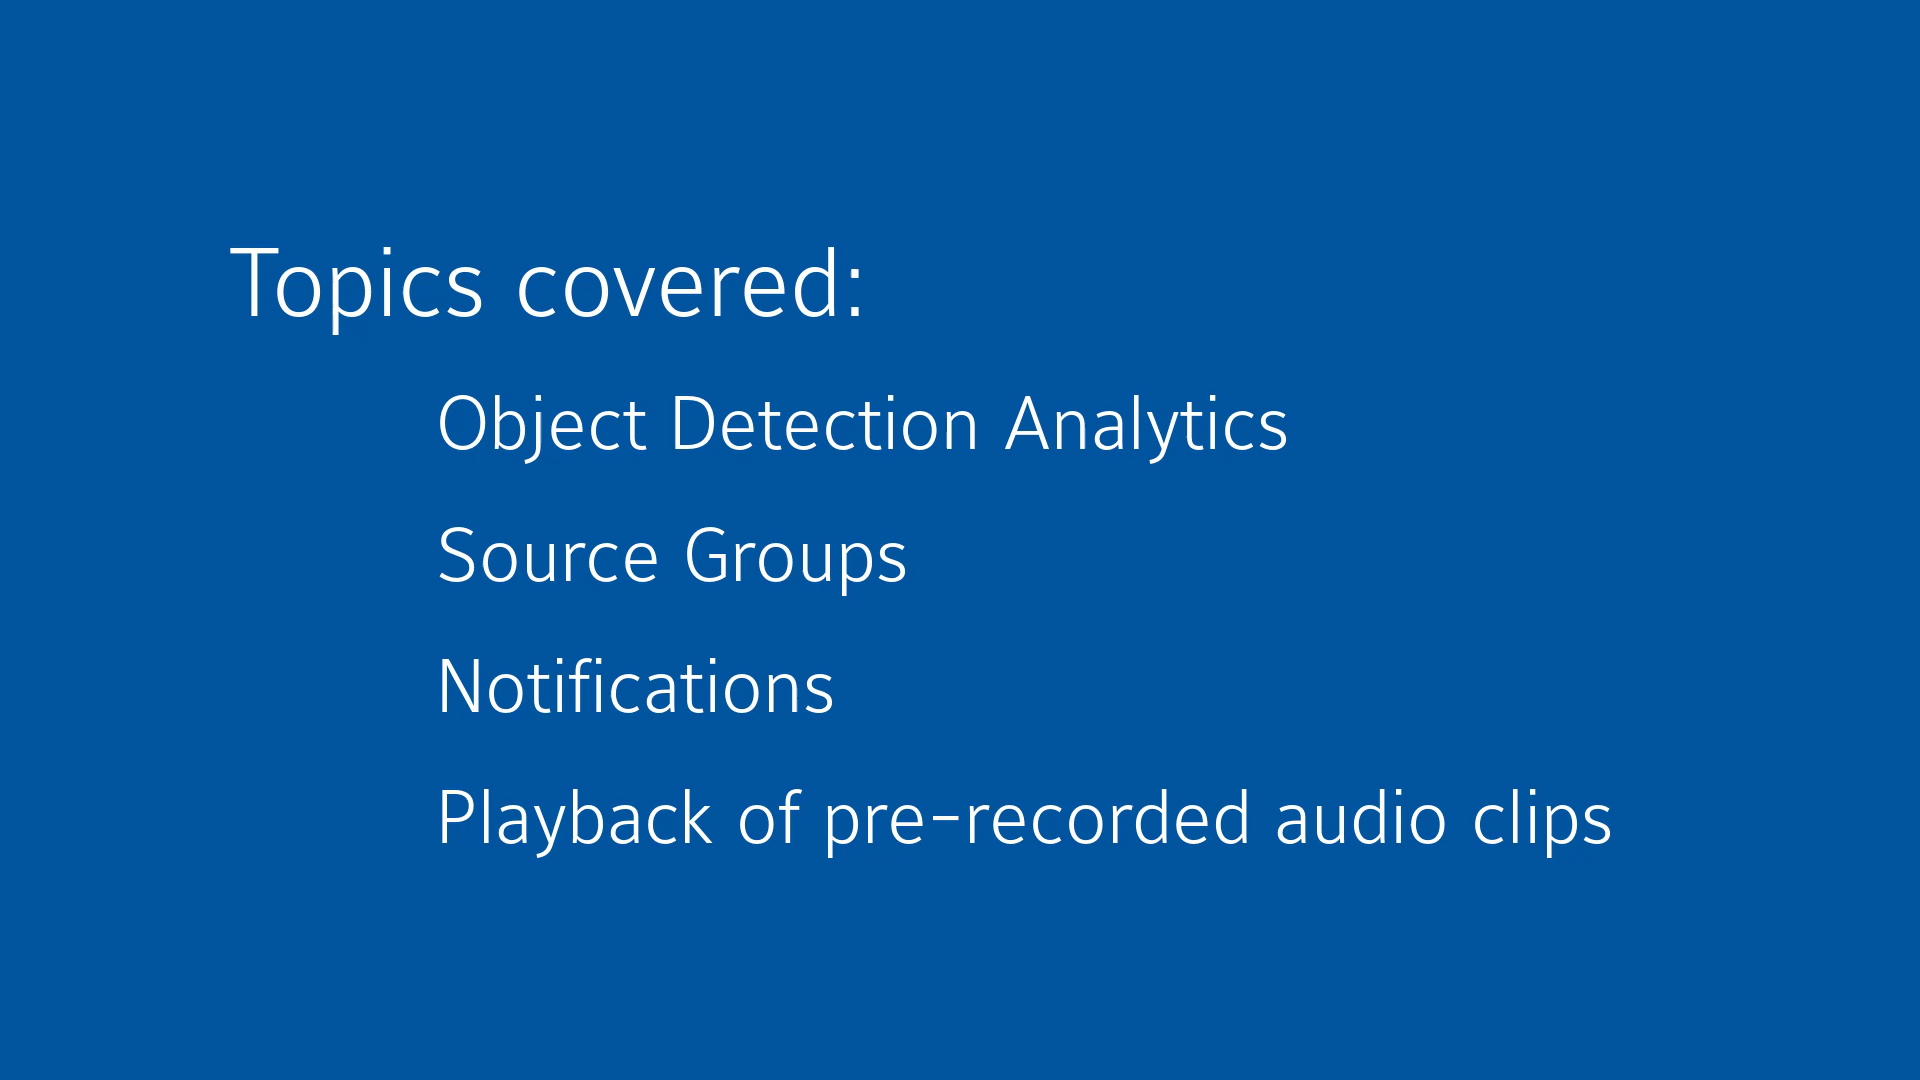 Topics covered:
Object Detection Analytics
Source Groups
Notifications
Playback of pre-recorded audio clips